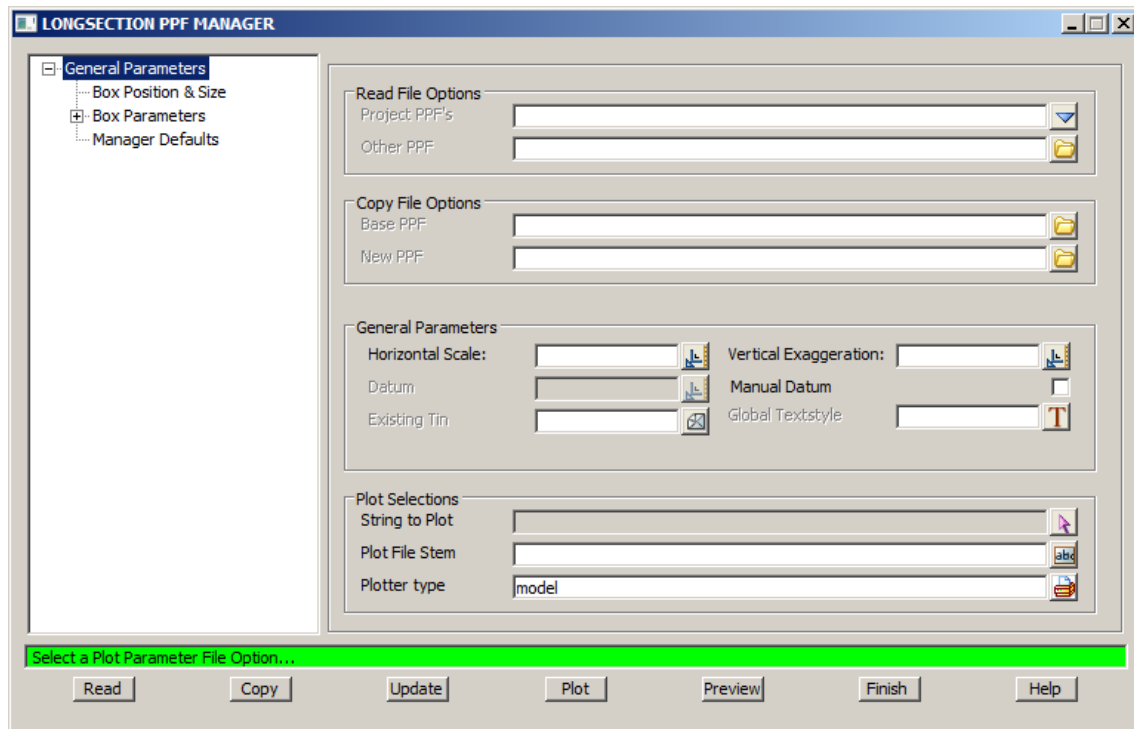 LONGSECTION PPF MANAGER
General Parameters
Box Position & Size
Box Parameters
Manager Defaults
Read File Options
Project PPF's
Other PPF
Copy File Options
Base PPF
New PPF
General Parameters
Horizontal Scale: Vertical Exaggeration:
Datum Manual Datum
Existing Tin Global Textstyle T
Plot Selections
String to Plot
Plot File Stem abc
Plotter type model
Select a Plot Parameter File Option...
Read Copy Update Plot Preview Finish Help